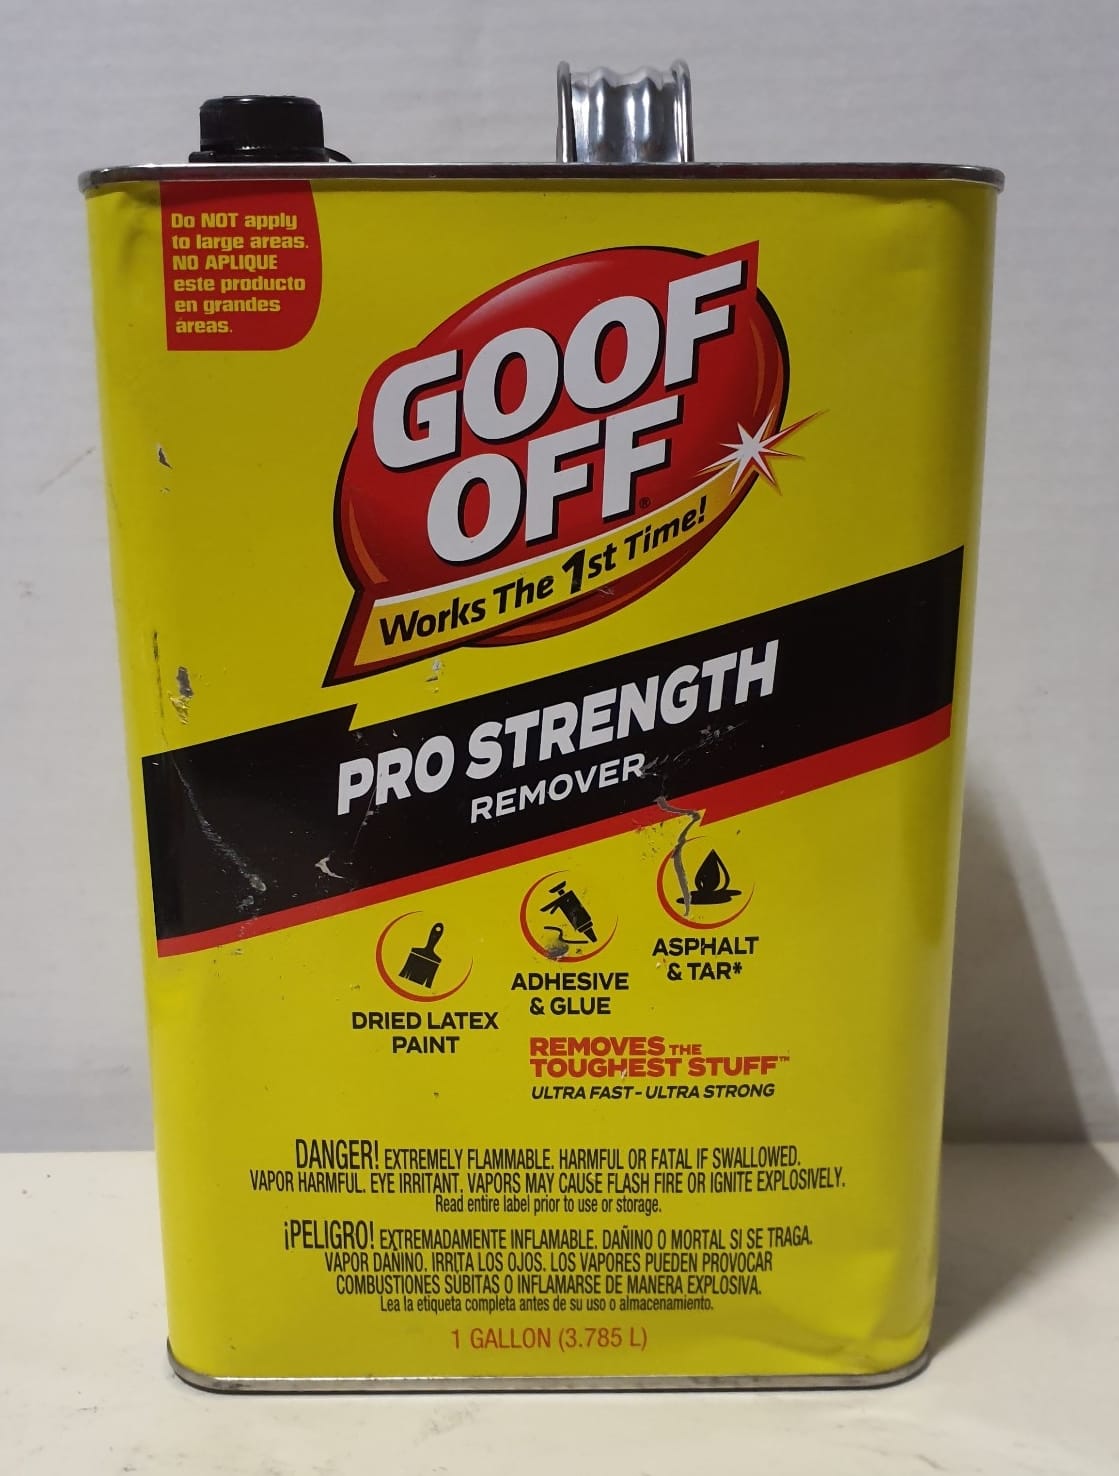 Do NOT apply
to large areas.
NO APLIQUE
este producto
en grandes
áreas.
GOOF
OFF®
Works The 1st Time!
PRO STRENGTH
REMOVER
DRIED LATEX
PAINT
ADHESIVE
& GLUE
ASPHALT
& TAR*
REMOVES THE
TOUGHEST STUFF™
ULTRA FAST - ULTRA STRONG
DANGER! EXTREMELY FLAMMABLE. HARMFUL OR FATAL IF SWALLOWED.
VAPOR HARMFUL. EYE IRRITANT. VAPORS MAY CAUSE FLASH FIRE OR IGNITE EXPLOSIVELY.
Read entire label prior to use or storage.
¡PELIGRO! EXTREMADAMENTE INFLAMABLE. DAÑINO O MORTAL SI SE TRAGA.
VAPOR DAÑINO. IRRITA LOS OJOS. LOS VAPORES PUEDEN PROVOCAR
COMBUSTIONES SÚBITAS O INFLAMARSE DE MANERA EXPLOSIVA.
Lea la etiqueta completa antes de su uso o almacenamiento.
1 GALLON (3.785 L)